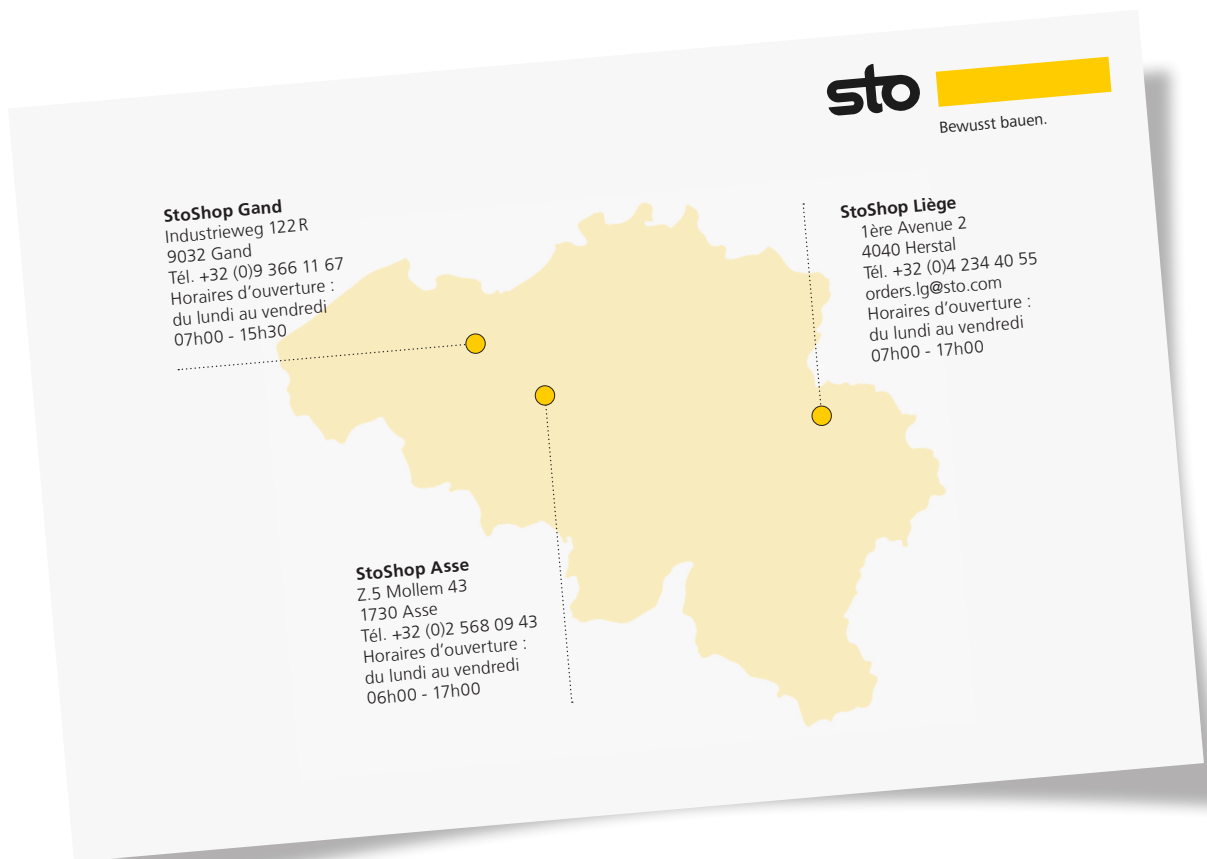 sto
Bewusst bauen.
StoShop Gand
Industrieweg 122 R
9032 Gand
Tél. +32 (0)9 366 11 67
Horaires d’ouverture :
du lundi au vendredi
07h00 - 15h30
StoShop Liège
1ère Avenue 2
4040 Herstal
Tél. +32 (0)4 234 40 55
orders.lg@sto.com
Horaires d’ouverture :
du lundi au vendredi
07h00 - 17h00
StoShop Asse
Z.5 Mollem 43
1730 Asse
Tél. +32 (0)2 568 09 43
Horaires d’ouverture :
du lundi au vendredi
06h00 - 17h00